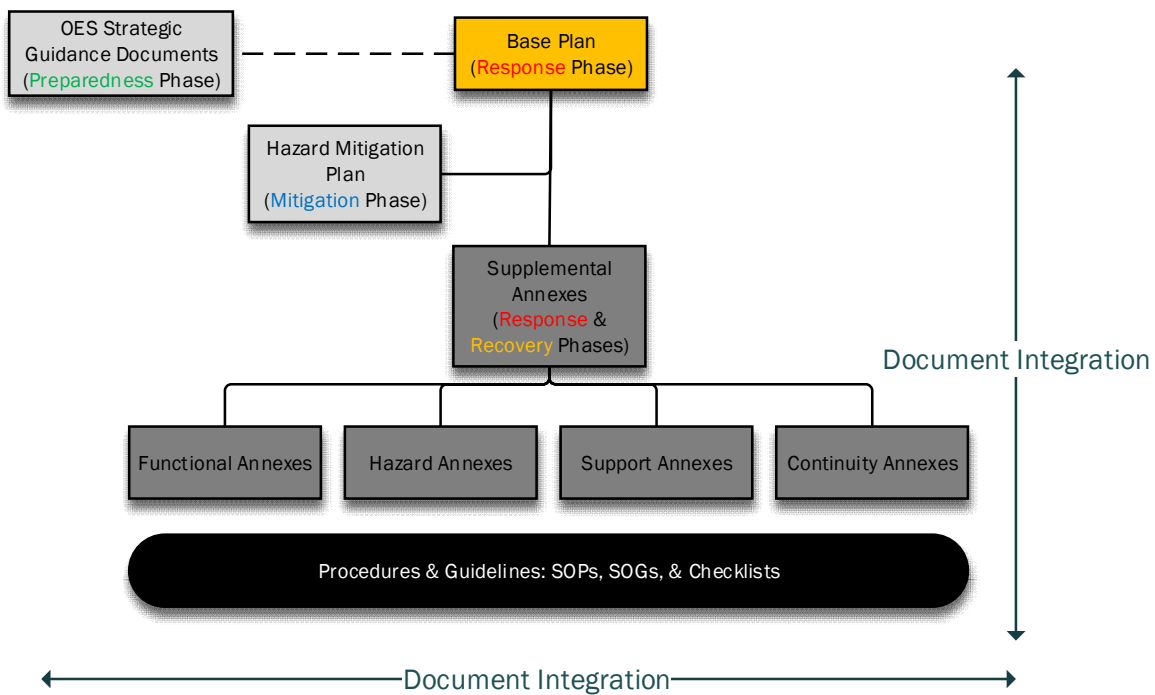 OES Strategic
Guidance Documents
(Preparedness Phase)
Base Plan
(Response Phase)
Hazard Mitigation
Plan
(Mitigation Phase)
Supplemental
Annexes
(Response &
Recovery Phases)
Document Integration
Functional Annexes
Hazard Annexes
Support Annexes
Continuity Annexes
Procedures & Guidelines: SOPs, SOGs, & Checklists
Document Integration